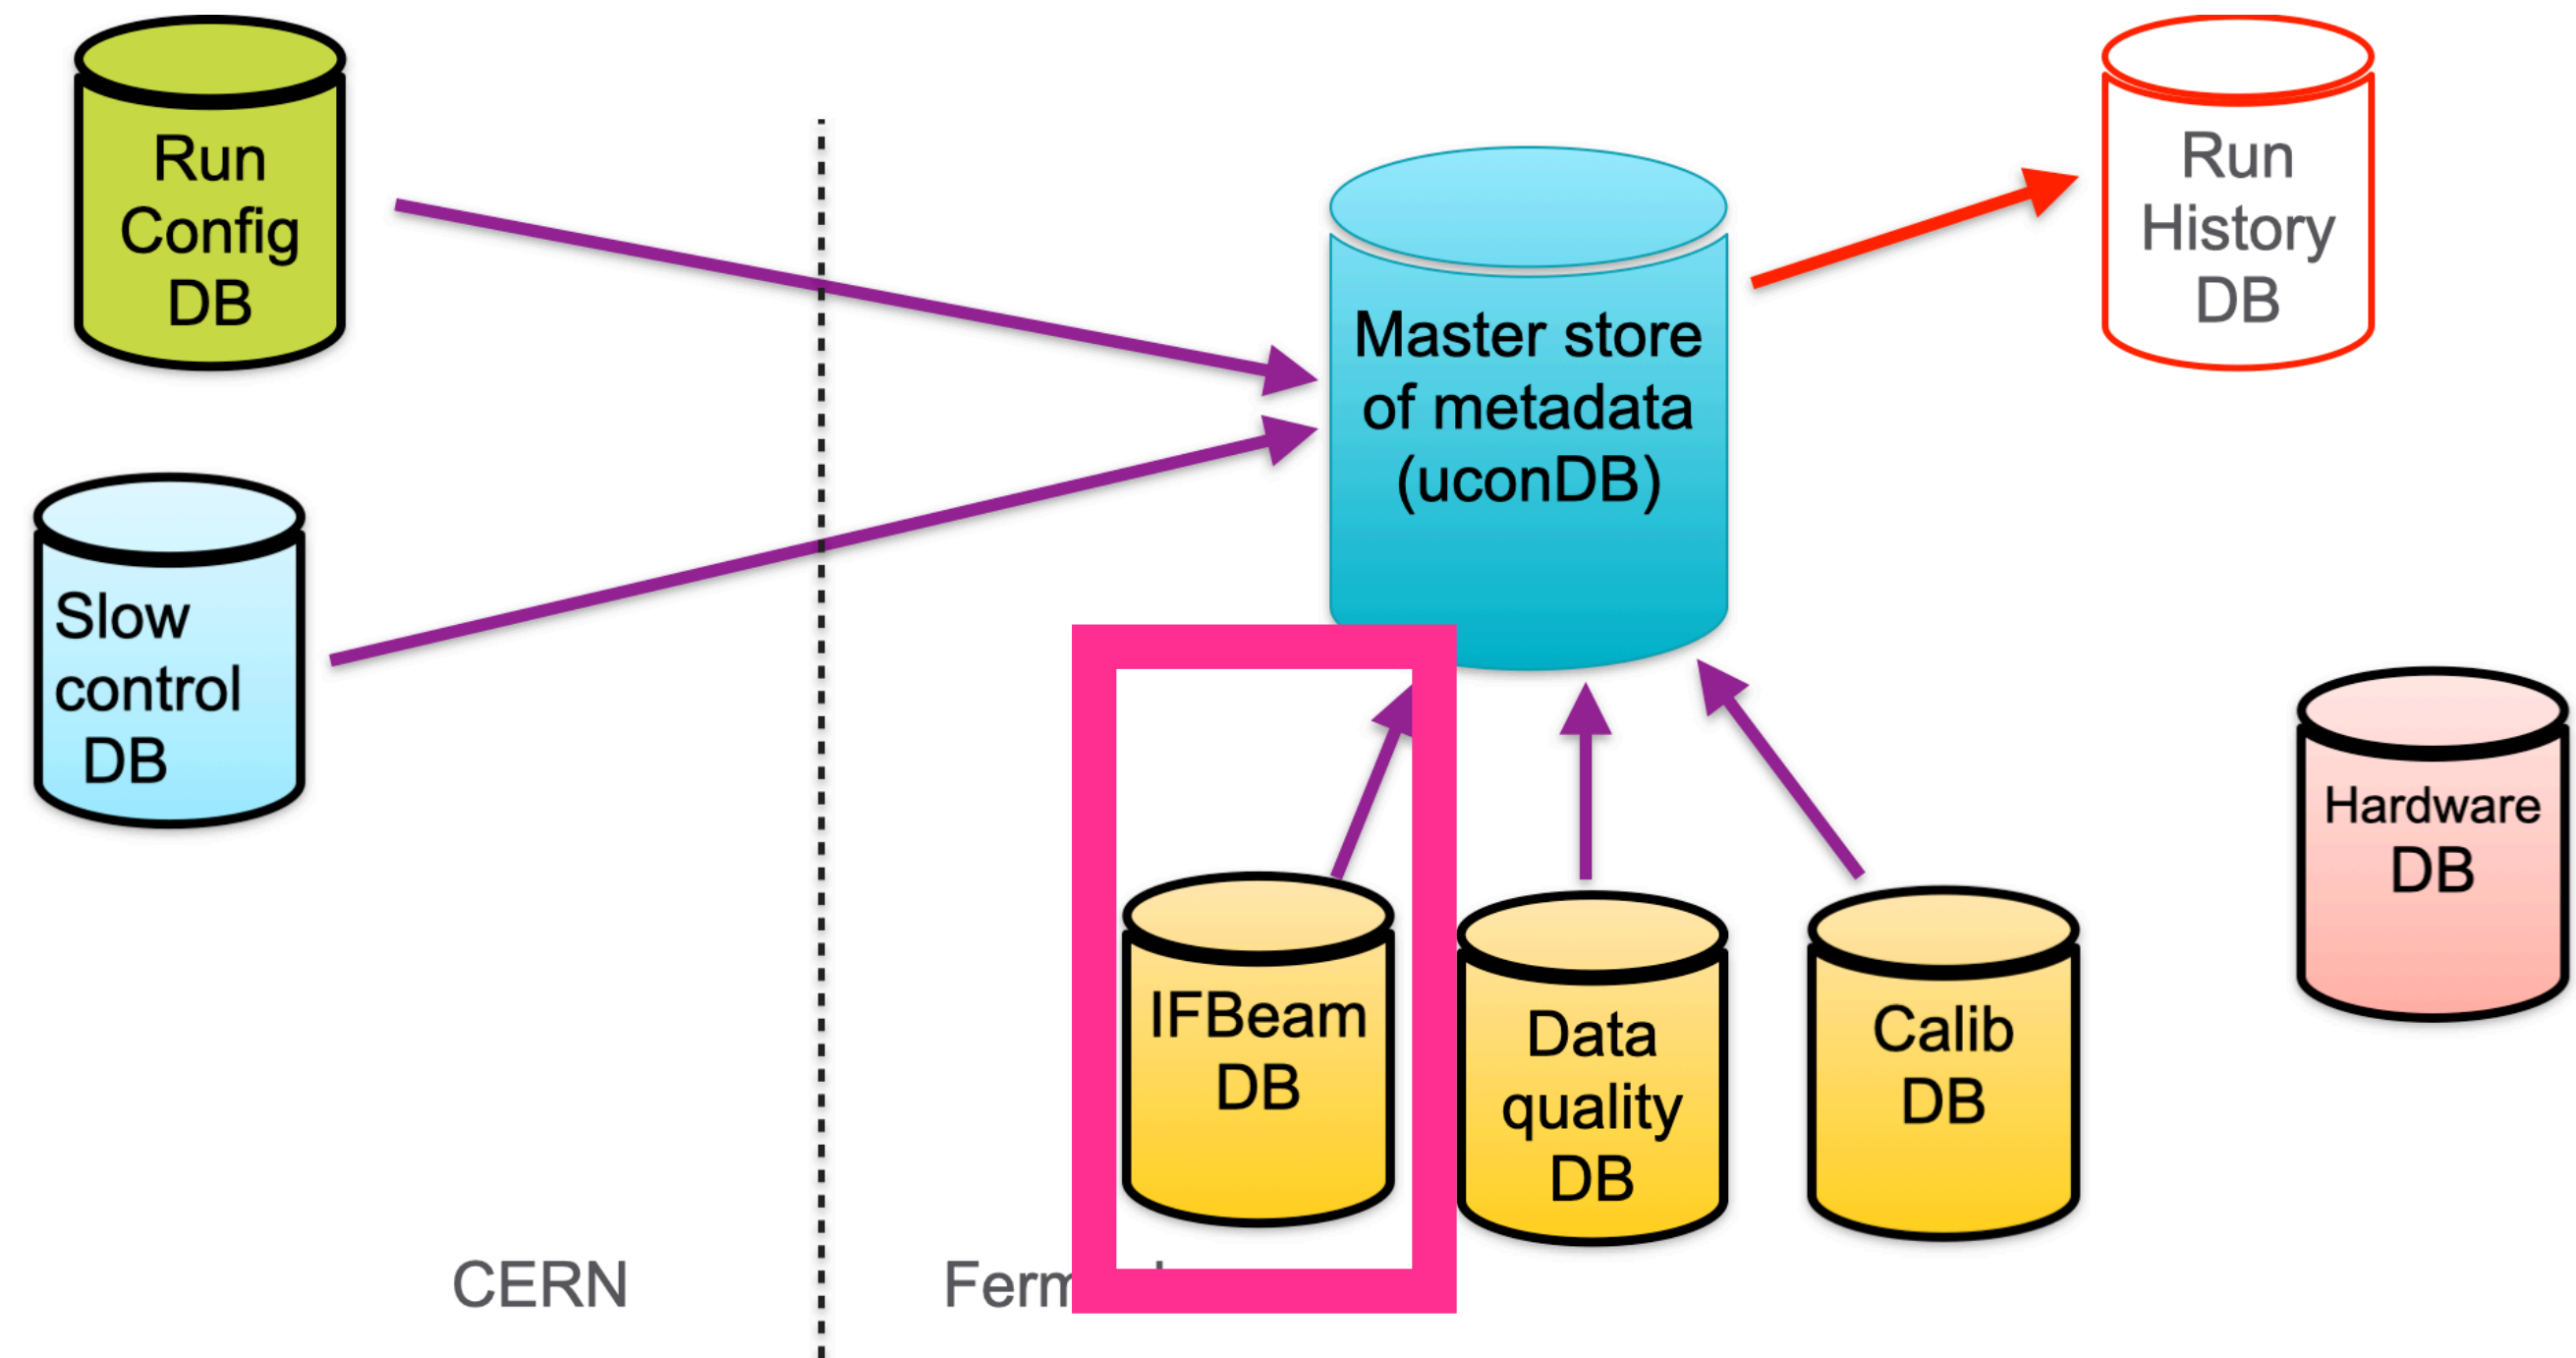 Run
Config
DB
Slow
control
DB
Master store
of metadata
(uconDB)
Run
History
DB
Hardware
DB
IFBeam
DB
Data
quality
DB
Calib
DB
CERN